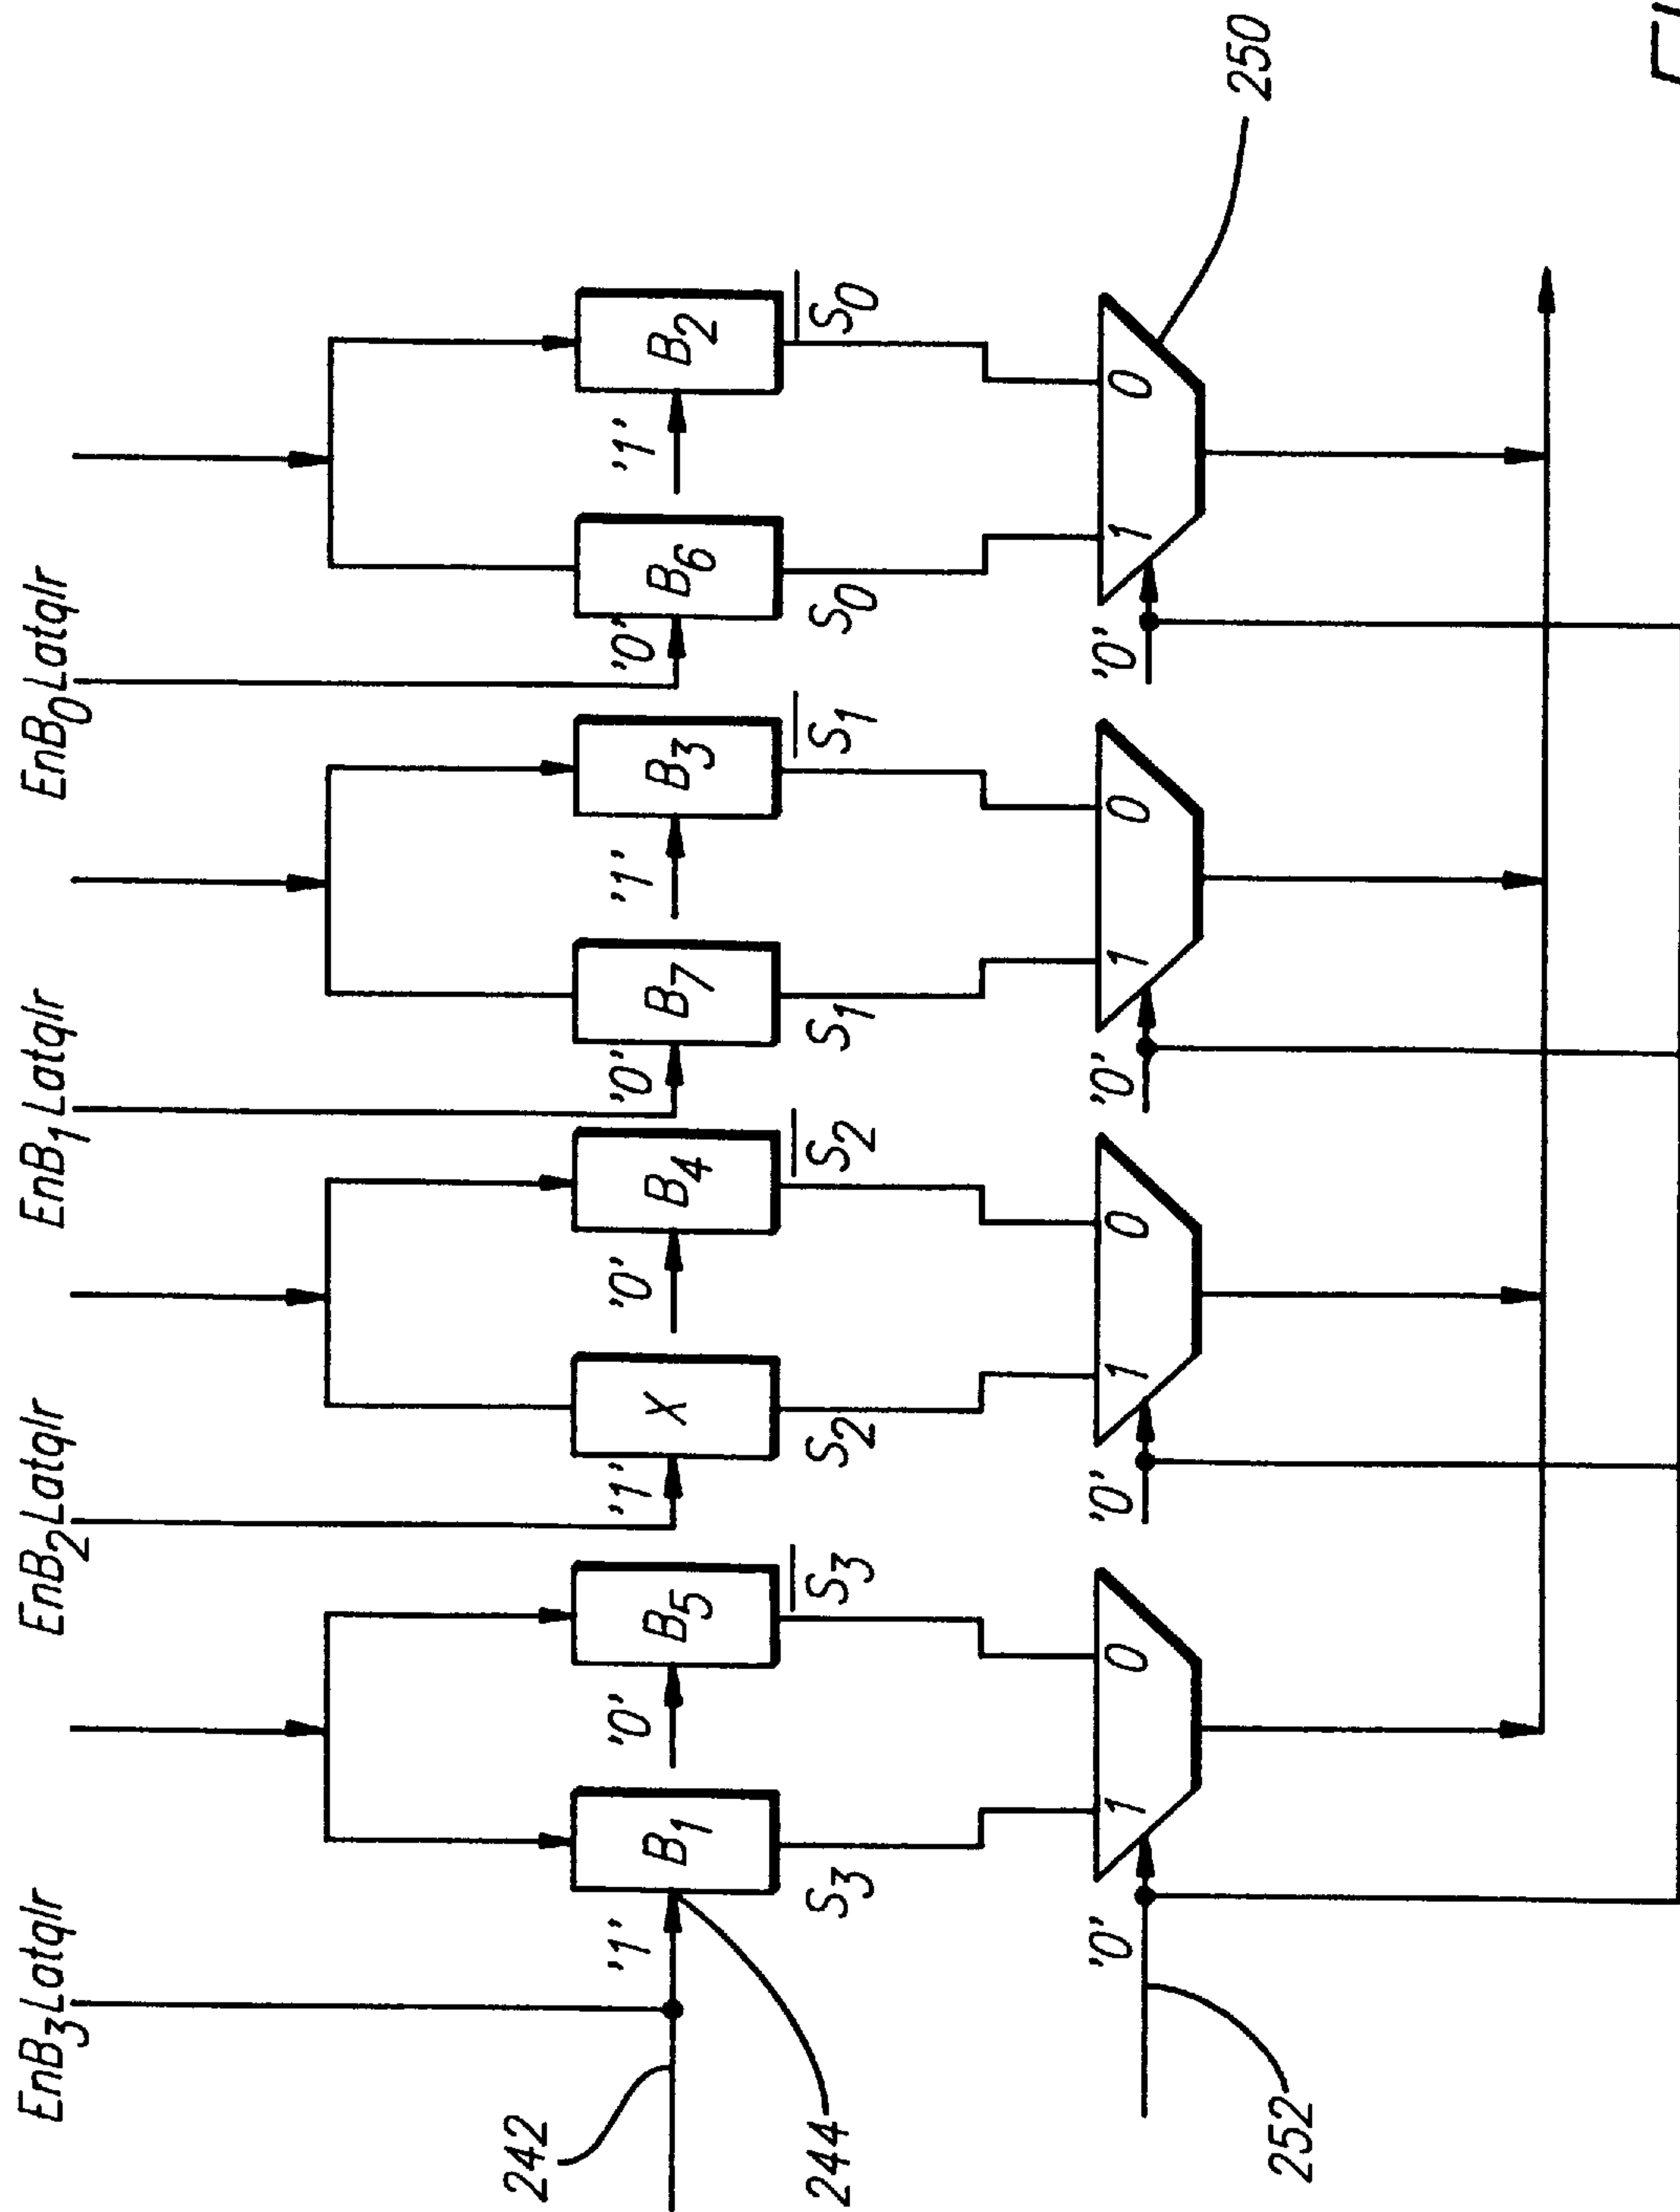 EnB₃Latqlr EnB₂Latqlr EnB₁Latqlr EnB₀Latqlr
242
'1' '0' '1' '0' '0' '1' '0' '1'
B₁ B₅ X B₄ B₇ B₃ B₆ B₂
244 S₃ S̅₃ S₂ S̅₂ S₁ S̅₁ S₀ S̅₀
'0' '0' '0' '0'
1 0 1 0 1 0 1 0
250
252